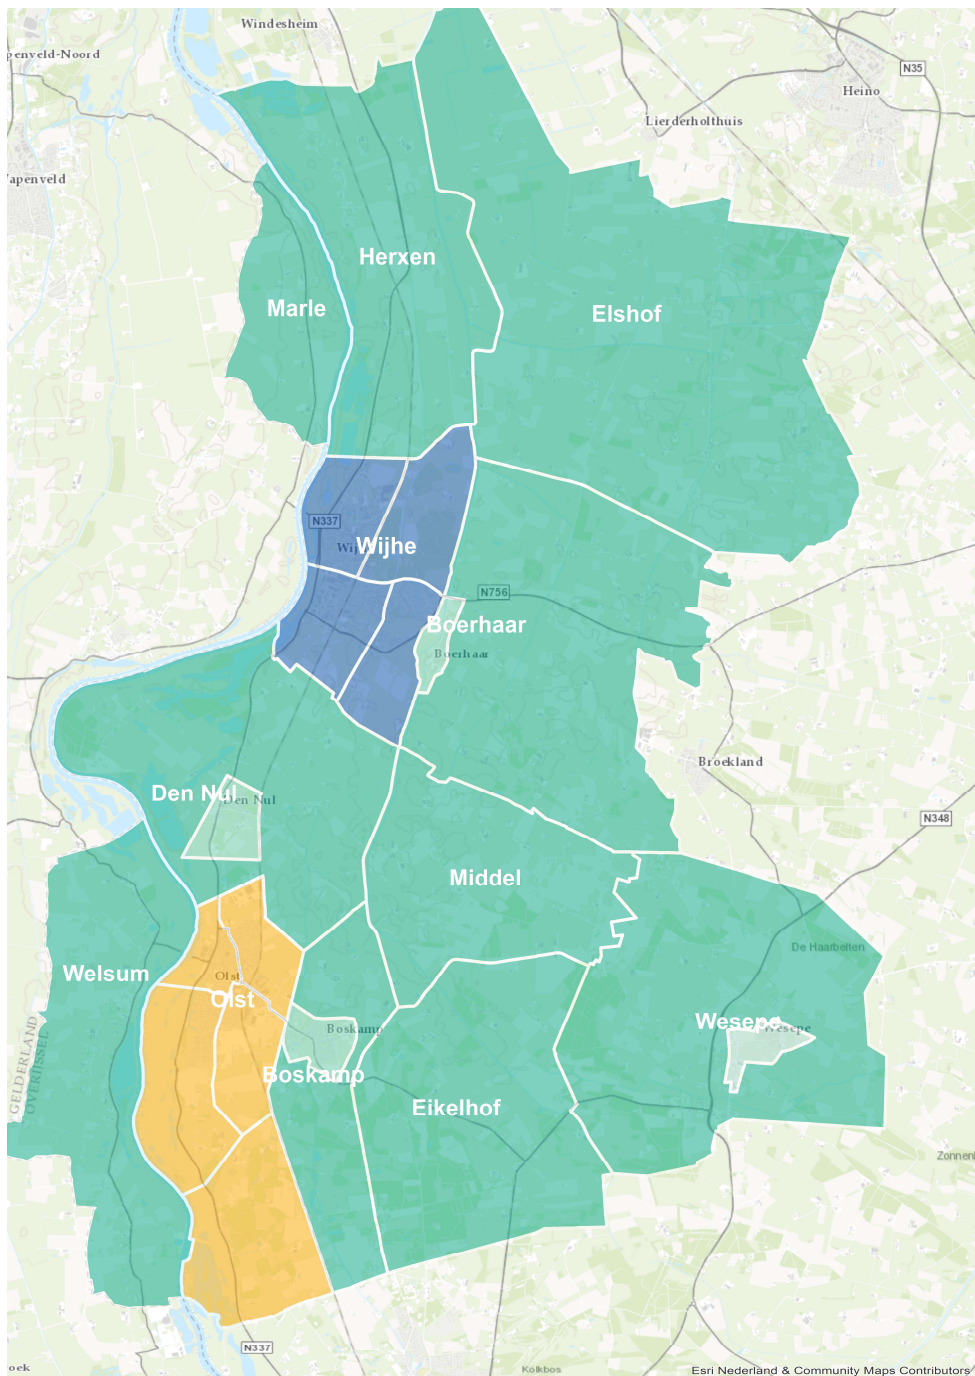 Windesheim
penveld-Noord
N35
Heino
Lierderholthuis
apenveld
Herxen
Marle
Elshof
N337
Wijhe
N756
Boerhaar
Boerhaar
Broekland
Den Nul
Den Nul
N348
Middel
De Haarbelten
Welsum
Olst
Olst
Wesepe
Wesepe
Boskamp
GELDERLAND
OVERIJSSEL
Boskamp
Eikelhof
Zonnen
N337
oek
Kolkbos
Esri Nederland & Community Maps Contributors